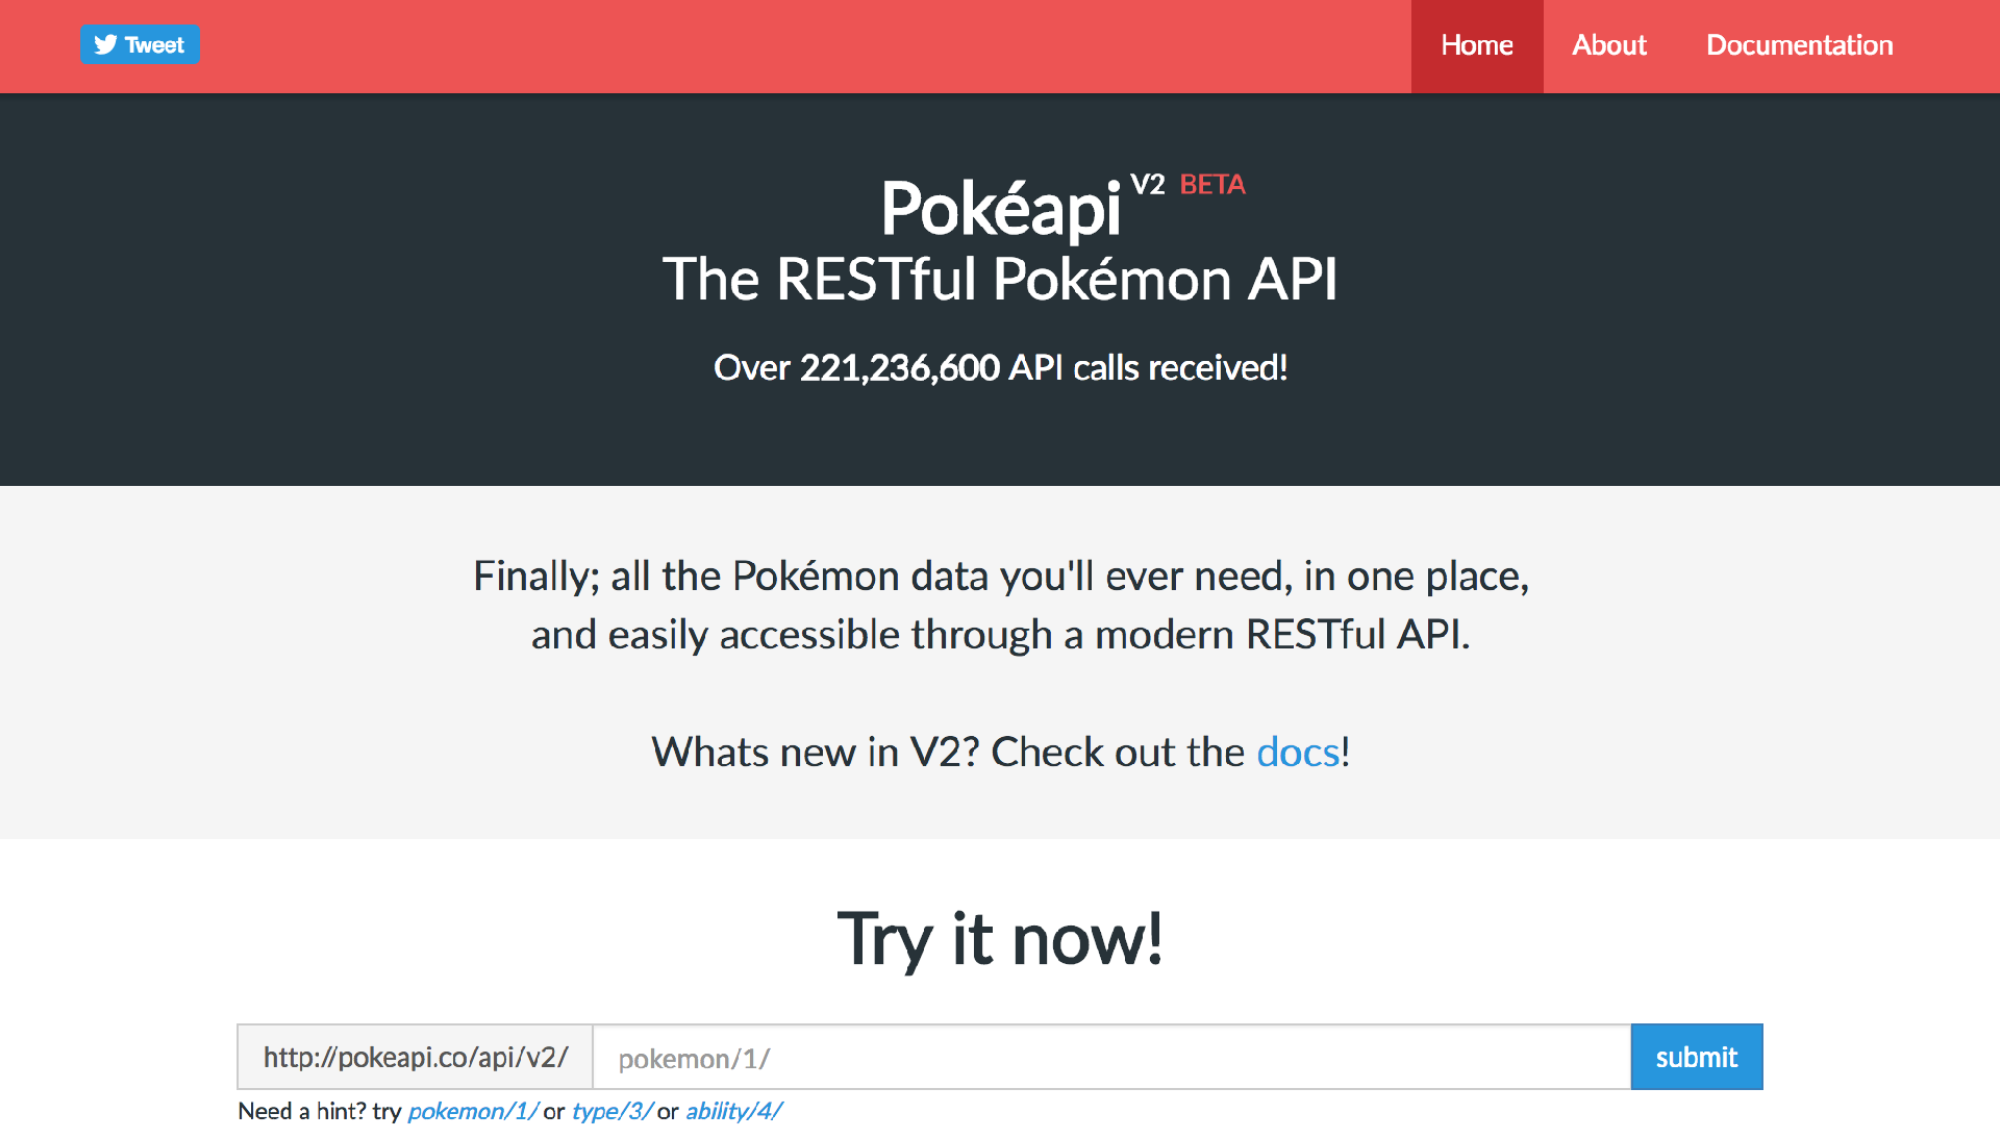 Tweet
Home About Documentation
Pokéapi V2 BETA
The RESTful Pokémon API
Over 221,236,600 API calls received!
Finally; all the Pokémon data you'll ever need, in one place,
and easily accessible through a modern RESTful API.
Whats new in V2? Check out the docs!
Try it now!
http://pokeapi.co/api/v2/ pokemon/1/ submit
Need a hint? try pokemon/1/ or type/3/ or ability/4/